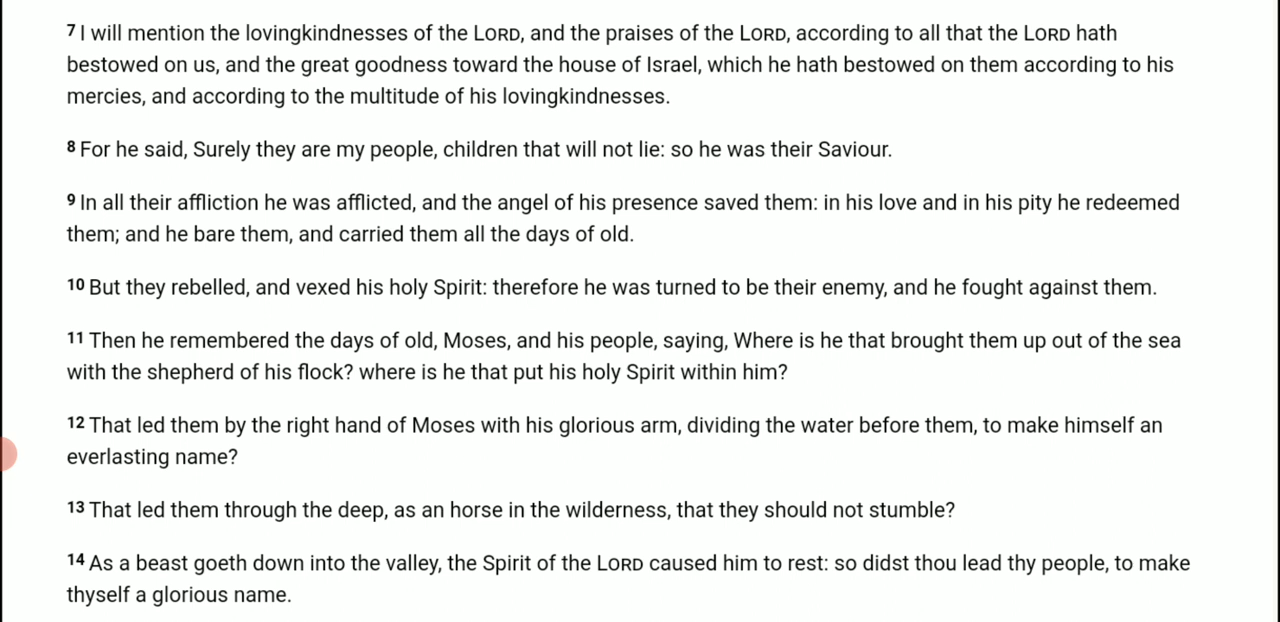 7 I will mention the lovingkindnesses of the LORD, and the praises of the LORD, according to all that the LORD hath
bestowed on us, and the great goodness toward the house of Israel, which he hath bestowed on them according to his
mercies, and according to the multitude of his lovingkindnesses.
8 For he said, Surely they are my people, children that will not lie: so he was their Saviour.
9 In all their affliction he was afflicted, and the angel of his presence saved them: in his love and in his pity he redeemed
them; and he bare them, and carried them all the days of old.
10 But they rebelled, and vexed his holy Spirit: therefore he was turned to be their enemy, and he fought against them.
11 Then he remembered the days of old, Moses, and his people, saying, Where is he that brought them up out of the sea
with the shepherd of his flock? where is he that put his holy Spirit within him?
12 That led them by the right hand of Moses with his glorious arm, dividing the water before them, to make himself an
everlasting name?
13 That led them through the deep, as an horse in the wilderness, that they should not stumble?
14 As a beast goeth down into the valley, the Spirit of the LORD caused him to rest: so didst thou lead thy people, to make
thyself a glorious name.